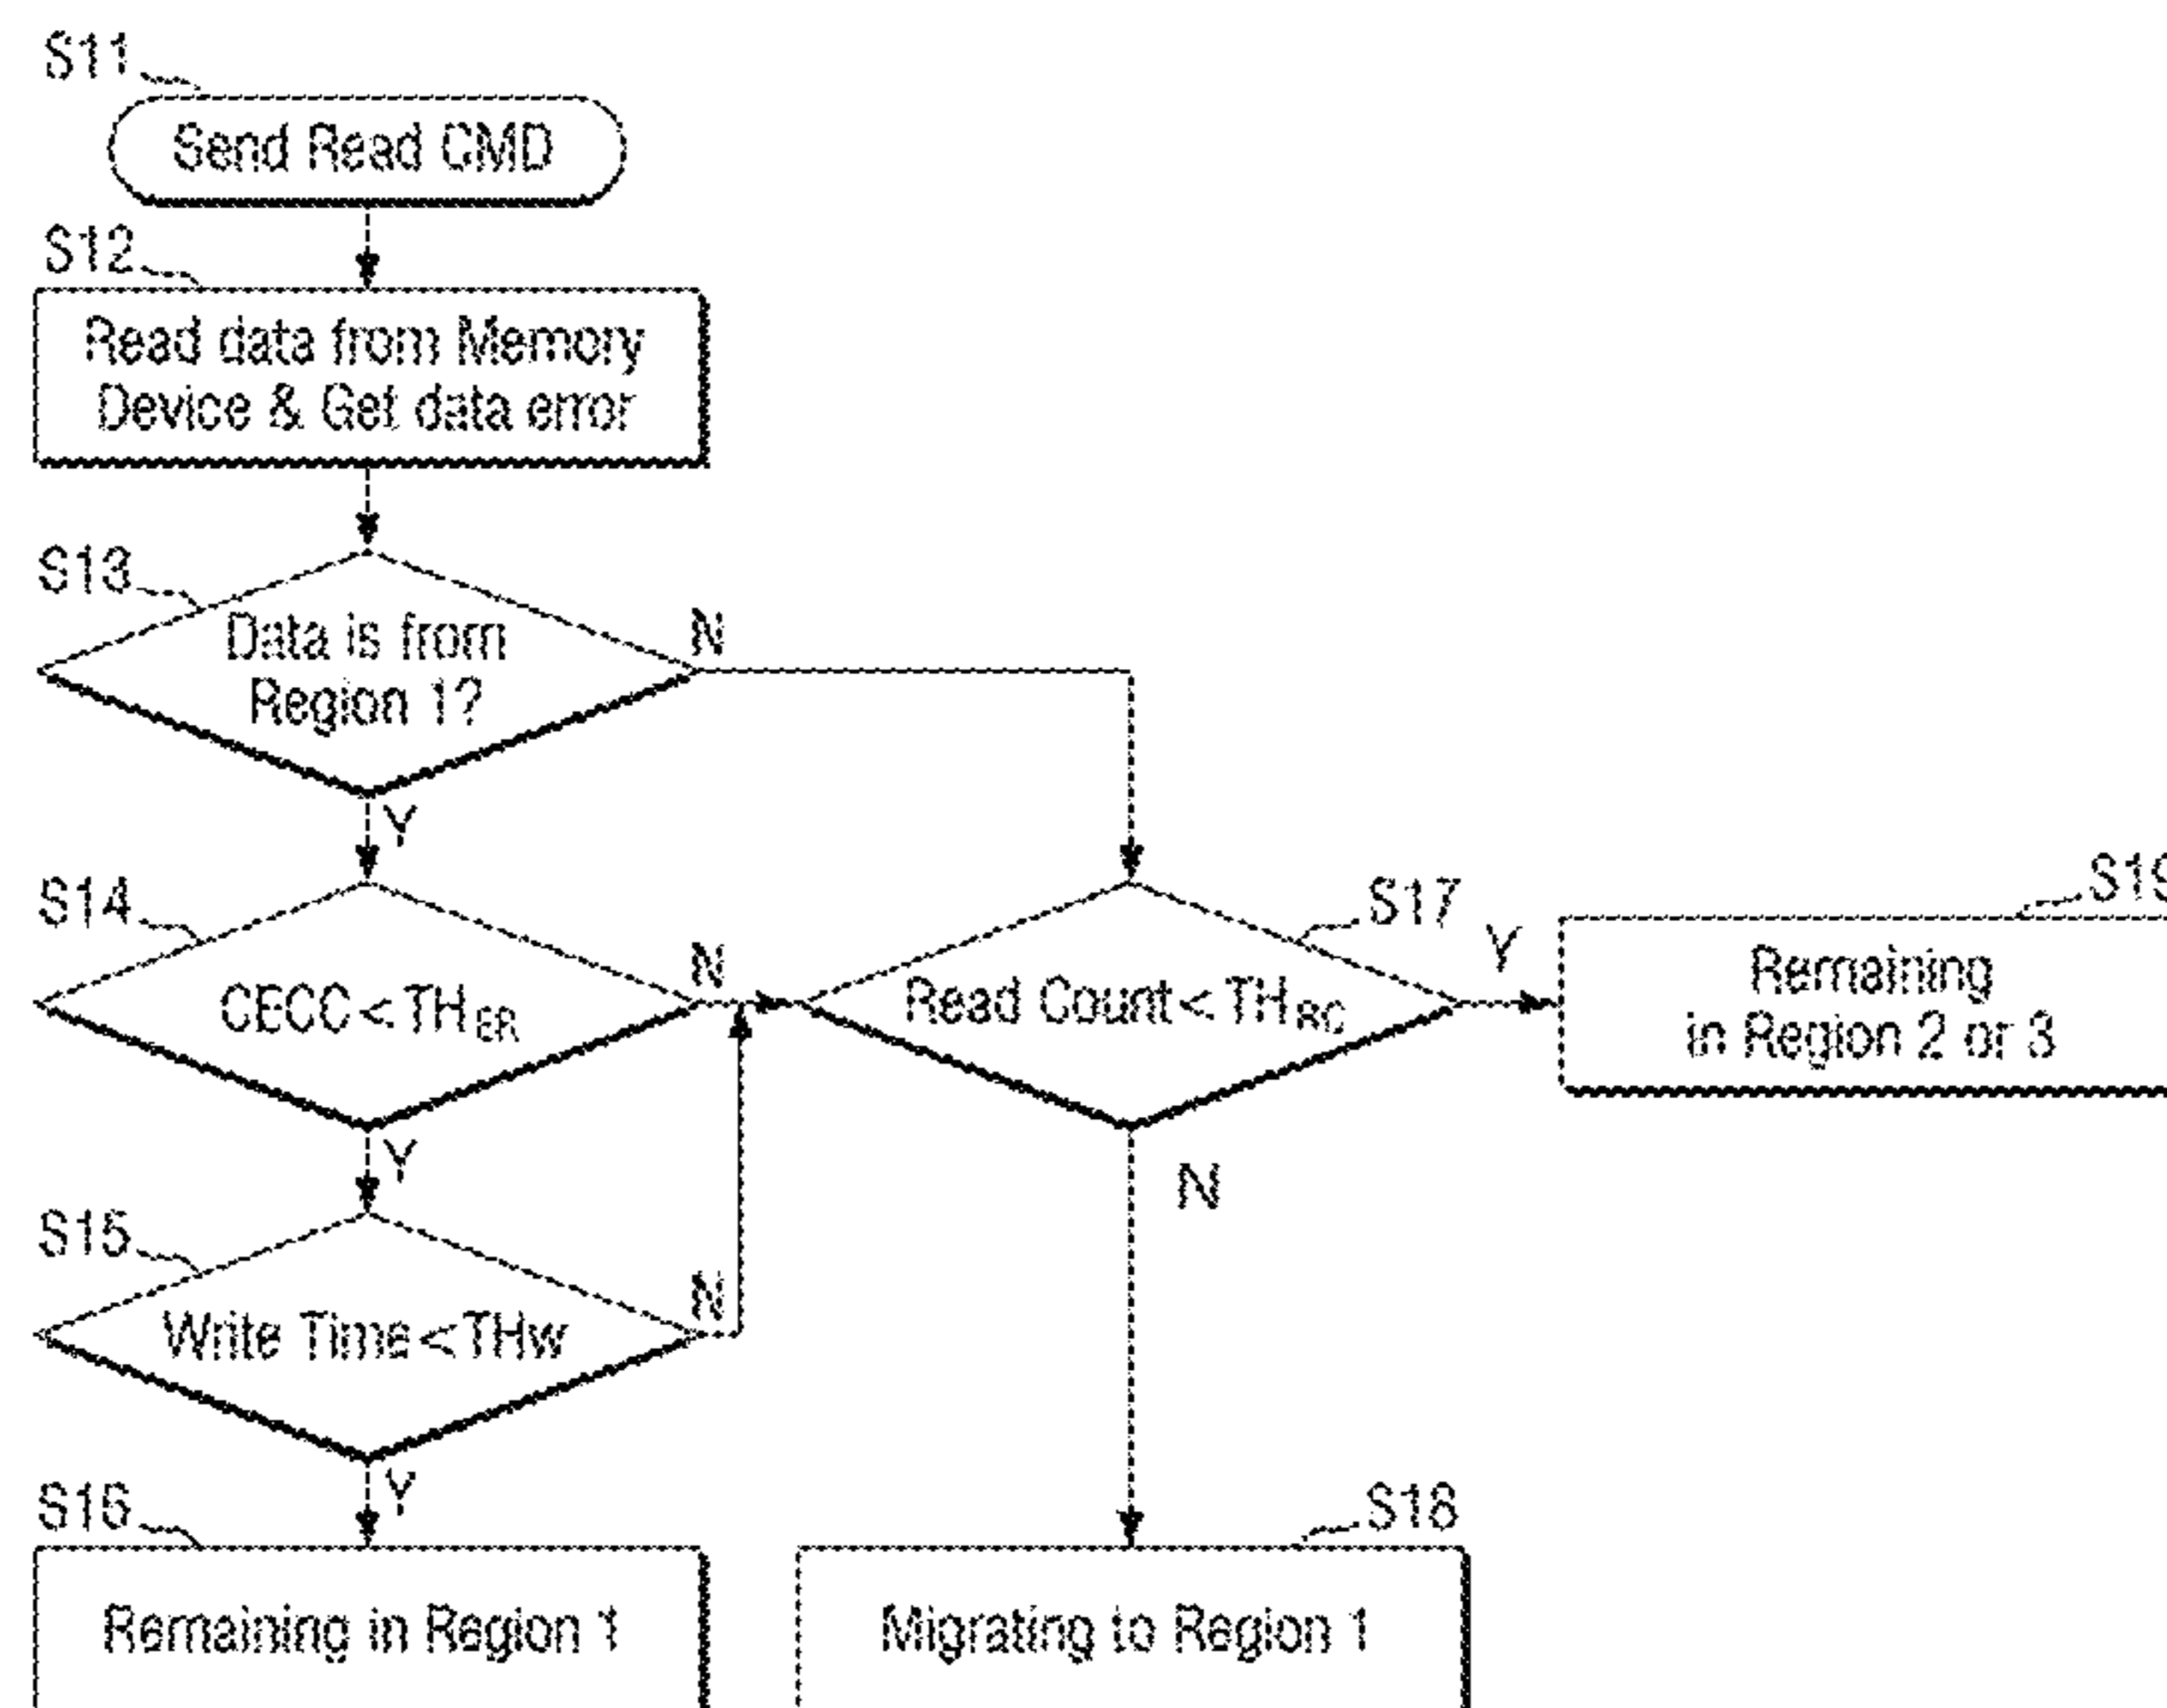 S11
Send Read CMD
S12
Read data from Memory
Device & Get data error
S13
Data is from
Region 1?
N
Y
S14
CECC < TH ER
N
Y
S17
Read Count < TH RC
Y
N
S19
Remaining
in Region 2 or 3
S15
Write Time < THw
N
Y
S16
Remaining in Region 1
S18
Migrating to Region 1